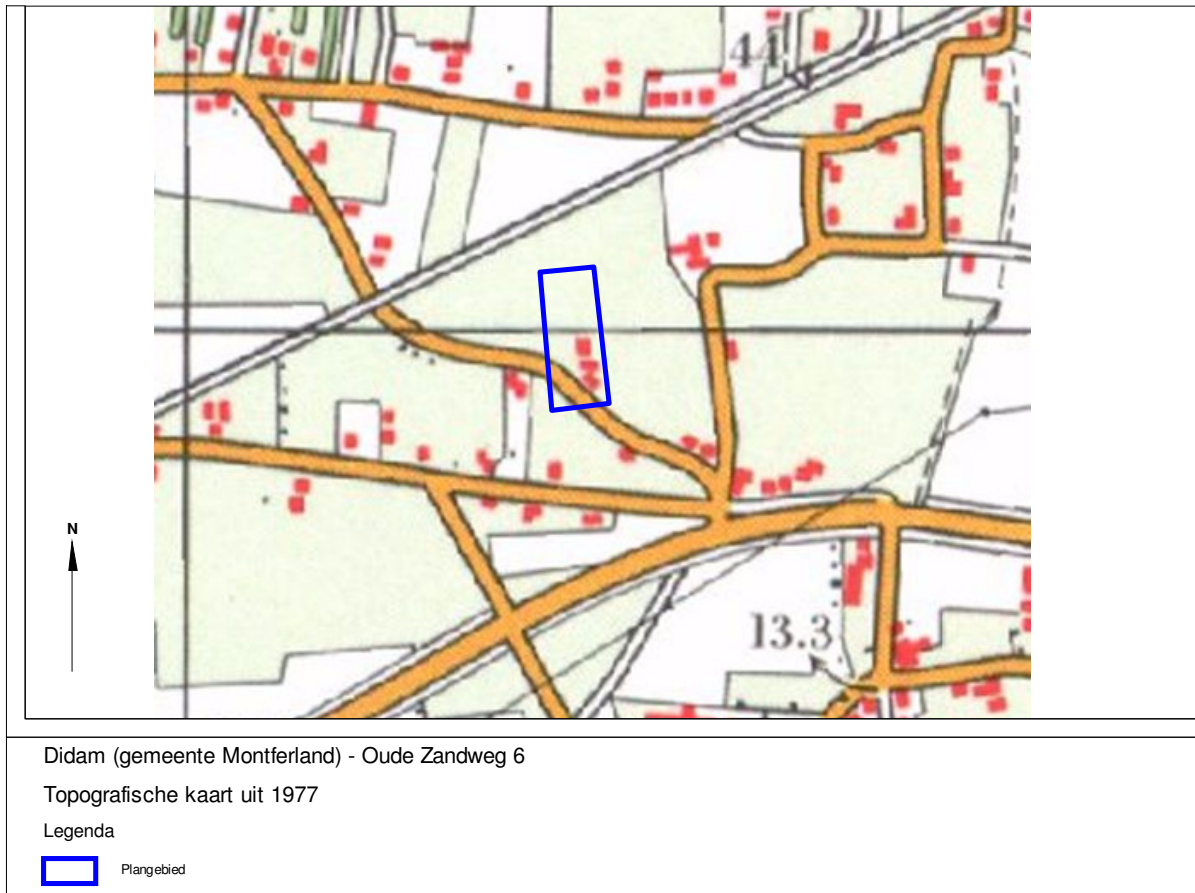 44
13.3
N
Didam (gemeente Montferland) - Oude Zandweg 6
Topografische kaart uit 1977
Legenda
Plangebied